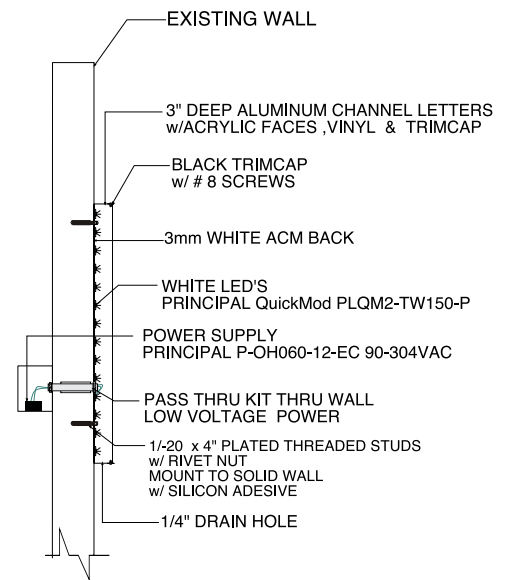 EXISTING WALL
3" DEEP ALUMINUM CHANNEL LETTERS
w/ACRYLIC FACES ,VINYL & TRIMCAP
BLACK TRIMCAP
w/ # 8 SCREWS
3mm WHITE ACM BACK
WHITE LED'S
PRINCIPAL QuickMod PLQM2-TW150-P
POWER SUPPLY
PRINCIPAL P-OH060-12-EC 90-304VAC
PASS THRU KIT THRU WALL
LOW VOLTAGE POWER
1/-20 x 4" PLATED THREADED STUDS
w/ RIVET NUT
MOUNT TO SOLID WALL
w/ SILICON ADESIVE
1/4" DRAIN HOLE